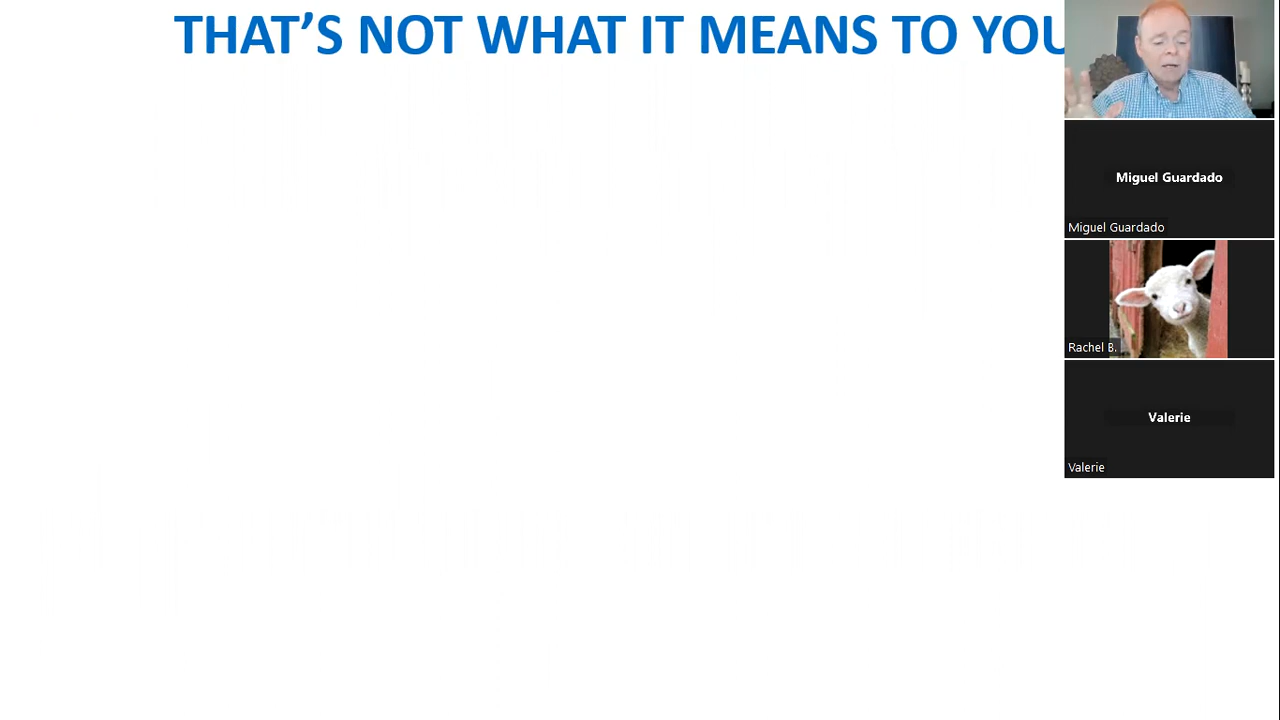 THAT’S NOT WHAT IT MEANS TO YOU
Miguel Guardado
Miguel Guardado
Rachel B.
Valerie
Valerie